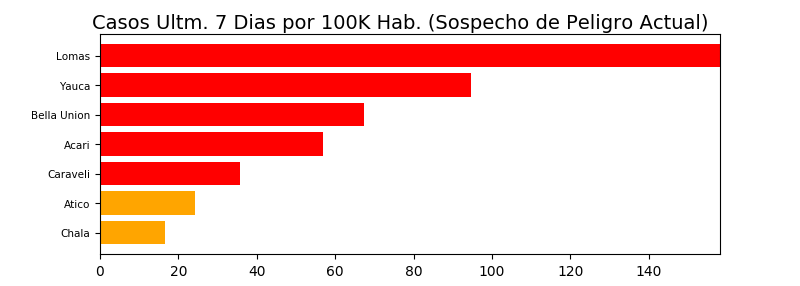 Casos Ultm. 7 Dias por 100K Hab. (Sospecho de Peligro Actual)
Lomas
Yauca
Bella Union
Acari
Caraveli
Atico
Chala
0 20 40 60 80 100 120 140